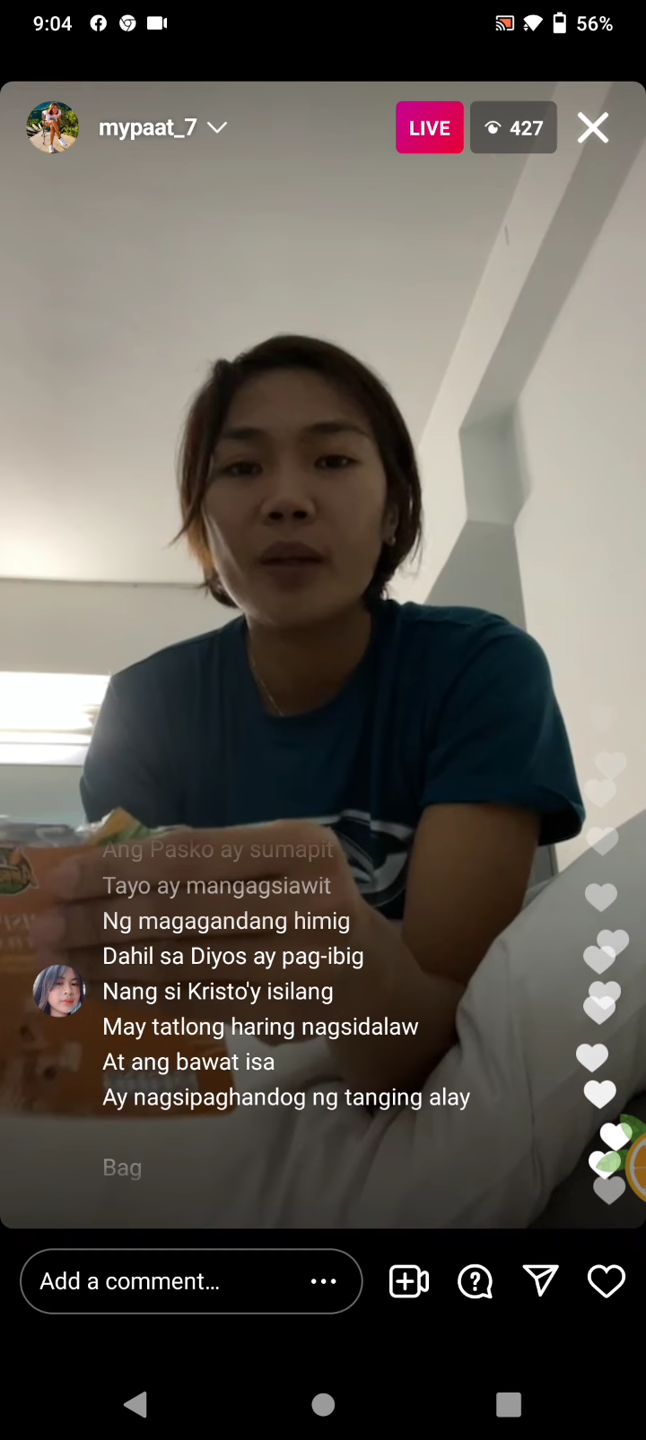 9:04
56%
mypaat_7
LIVE
427
Ang Pasko ay sumapit
Tayo ay mangagsiawit
Ng magagandang himig
Dahil sa Diyos ay pag-ibig
Nang si Kristo'y isilang
May tatlong haring nagsidalaw
At ang bawat isa
Ay nagsipaghandog ng tanging alay
Bag
Add a comment...